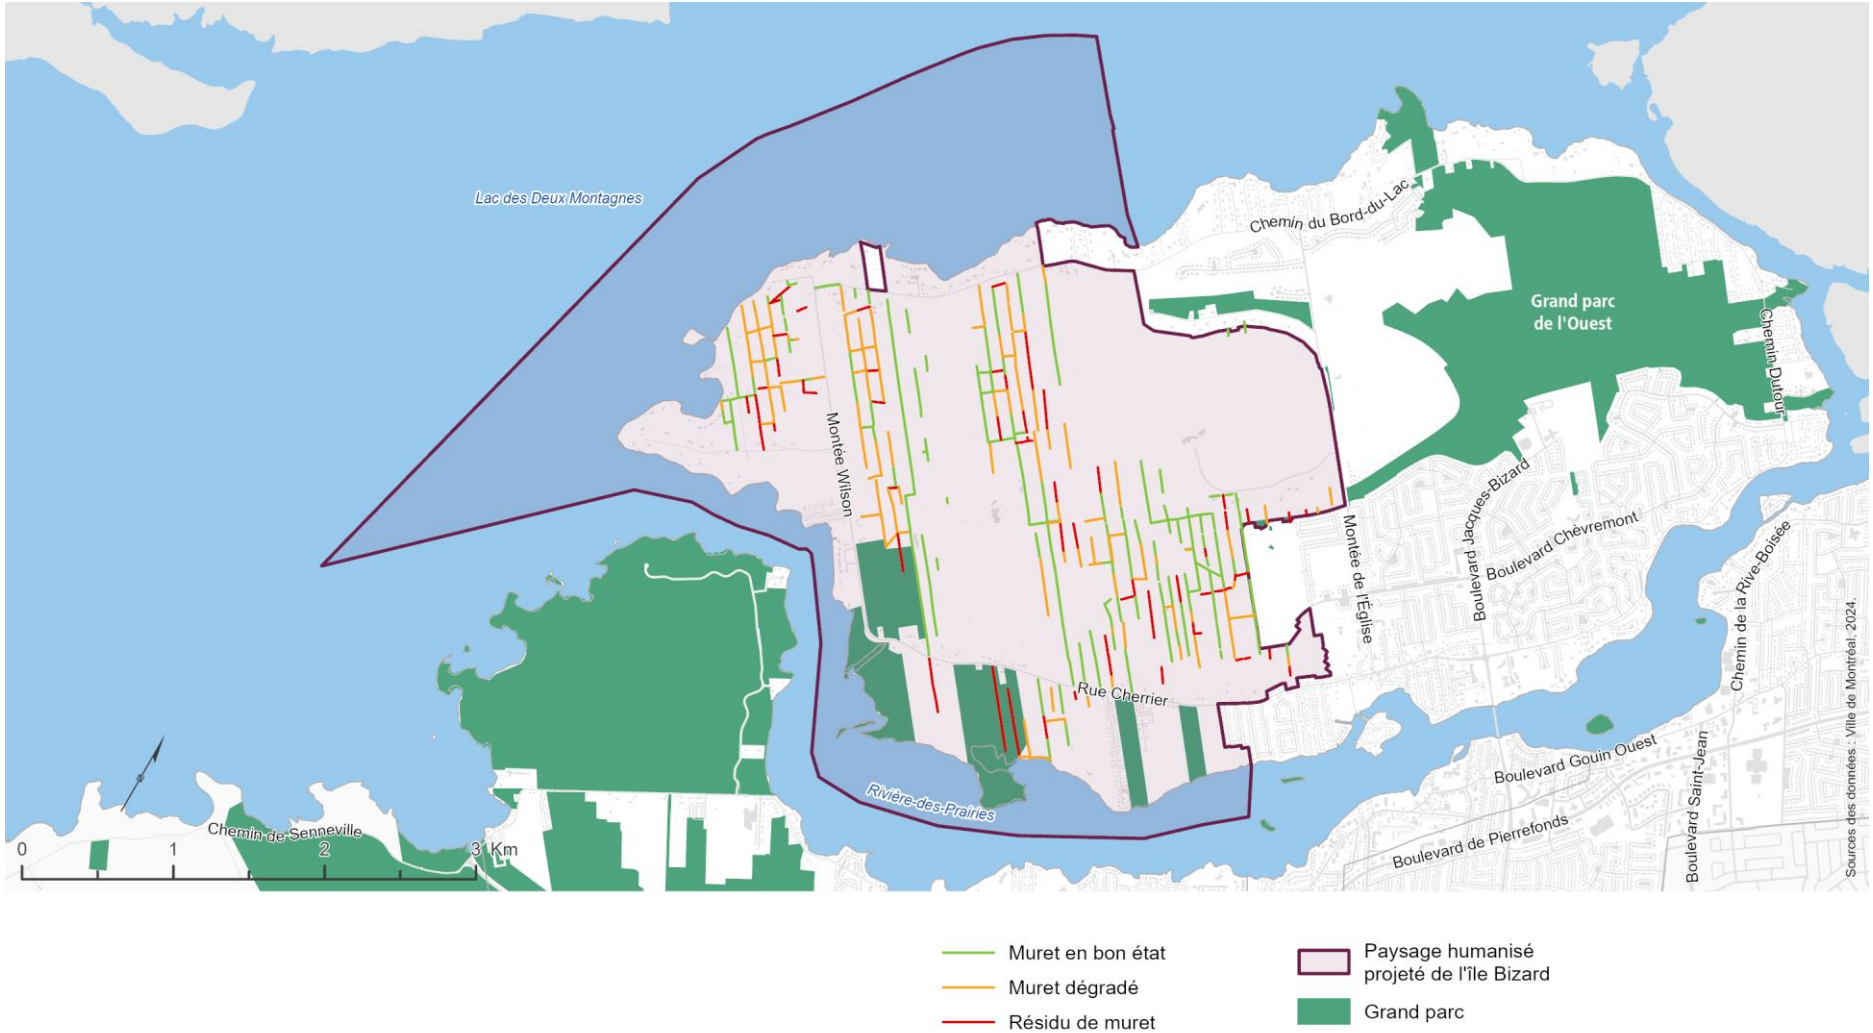 Lac des Deux Montagnes
Chemin du Bord-du-Lac
Grand parc
de l'Ouest
Chemin Dutour
Montée Wilson
Boulevard Jacques-Bizard
Boulevard Chèvremont
Montée de l'Église
Chemin de la Rive-Boisée
Rue Cherrier
Rivière-des-Prairies
Boulevard Gouin Ouest
Boulevard Saint-Jean
Boulevard de Pierrefonds
Chemin de Senneville
N
0 1 2 3 Km
Sources des données : Ville de Montréal, 2024.
Muret en bon état
Muret dégradé
Résidu de muret
Paysage humanisé
projeté de l'île Bizard
Grand parc